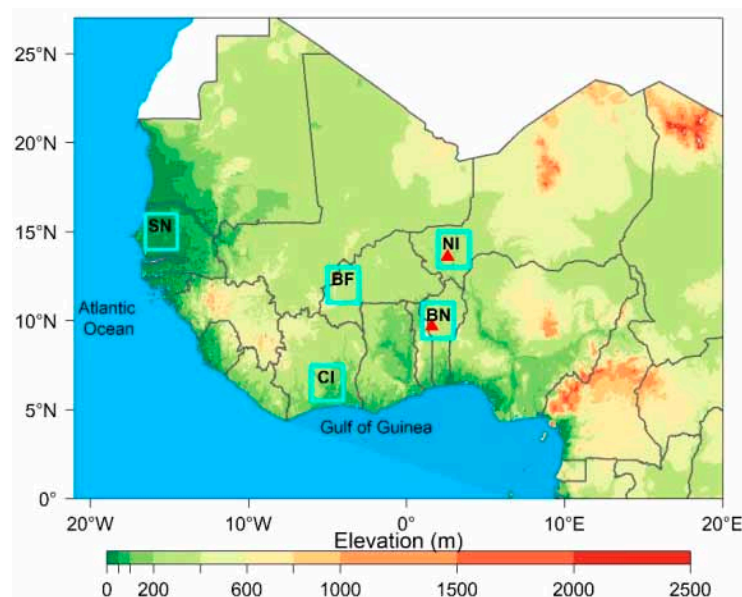 25°N
20°N
15°N
10°N
5°N
0°
SN
NI
BF
BN
CI
Atlantic
Ocean
Gulf of Guinea
20°W 10°W 0° 10°E 20°E
Elevation (m)
0 200 600 1000 1500 2000 2500